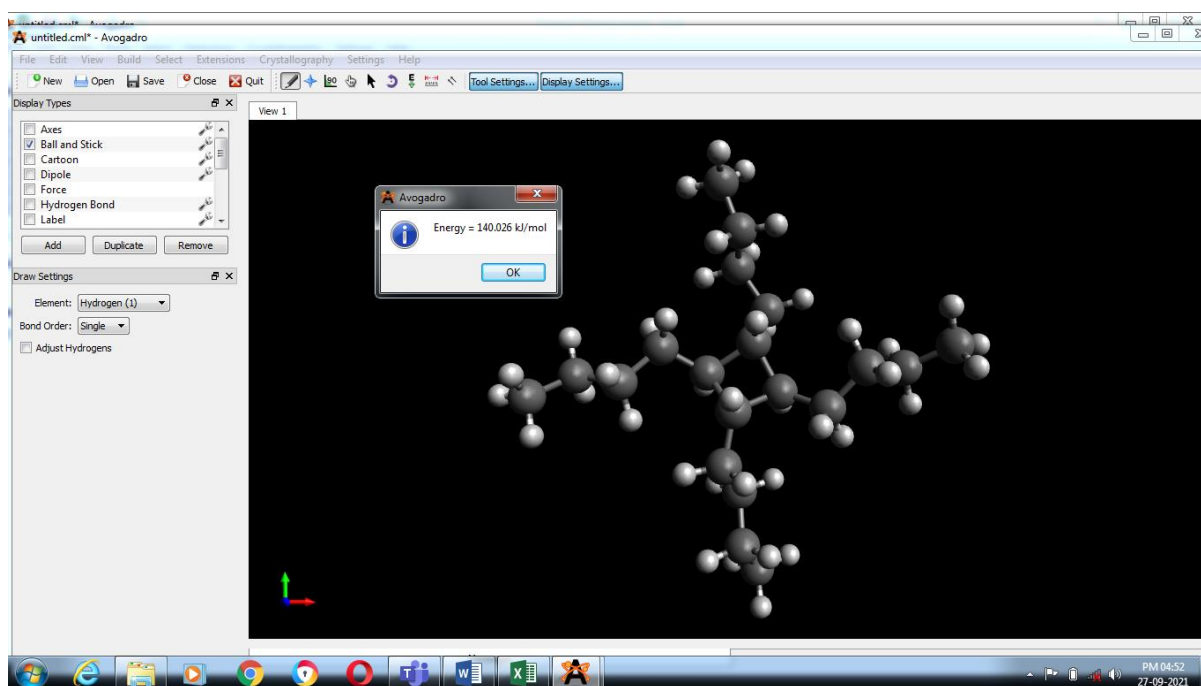 untitled.cml* - Avogadro
File Edit View Build Select Extensions Crystallography Settings Help
New Open Save Close Quit Tool Settings... Display Settings...
Display Types
View 1
Axes
Ball and Stick
Cartoon
Dipole
Force
Hydrogen Bond
Label
Add Duplicate Remove
Avogadro
Energy = 140.026 kJ/mol
OK
Draw Settings
Element: Hydrogen (1)
Bond Order: Single
Adjust Hydrogens
PM 04:52
27-09-2021